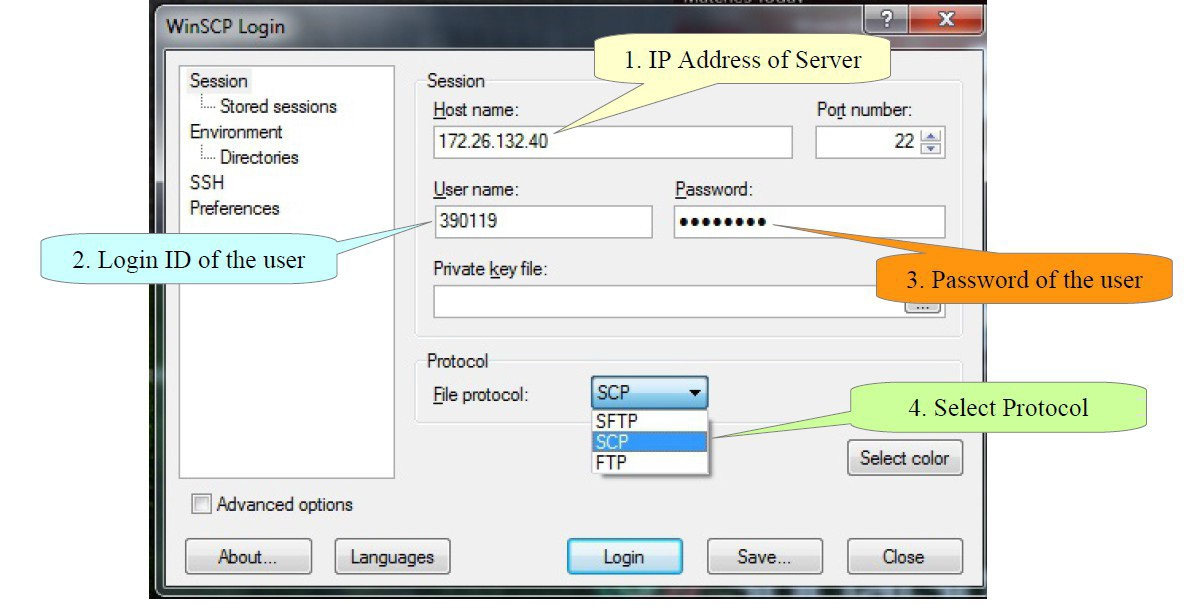 WinSCP Login
?
X
1. IP Address of Server
Session
Stored sessions
Environment
Directories
SSH
Preferences
Session
Host name:
Port number:
172.26.132.40
22
User name:
Password:
390119
●●●●●●●●
2. Login ID of the user
3. Password of the user
Private key file:
...
Protocol
File protocol:
SCP
SFTP
SCP
FTP
4. Select Protocol
Select color
Advanced options
About...
Languages
Login
Save...
Close